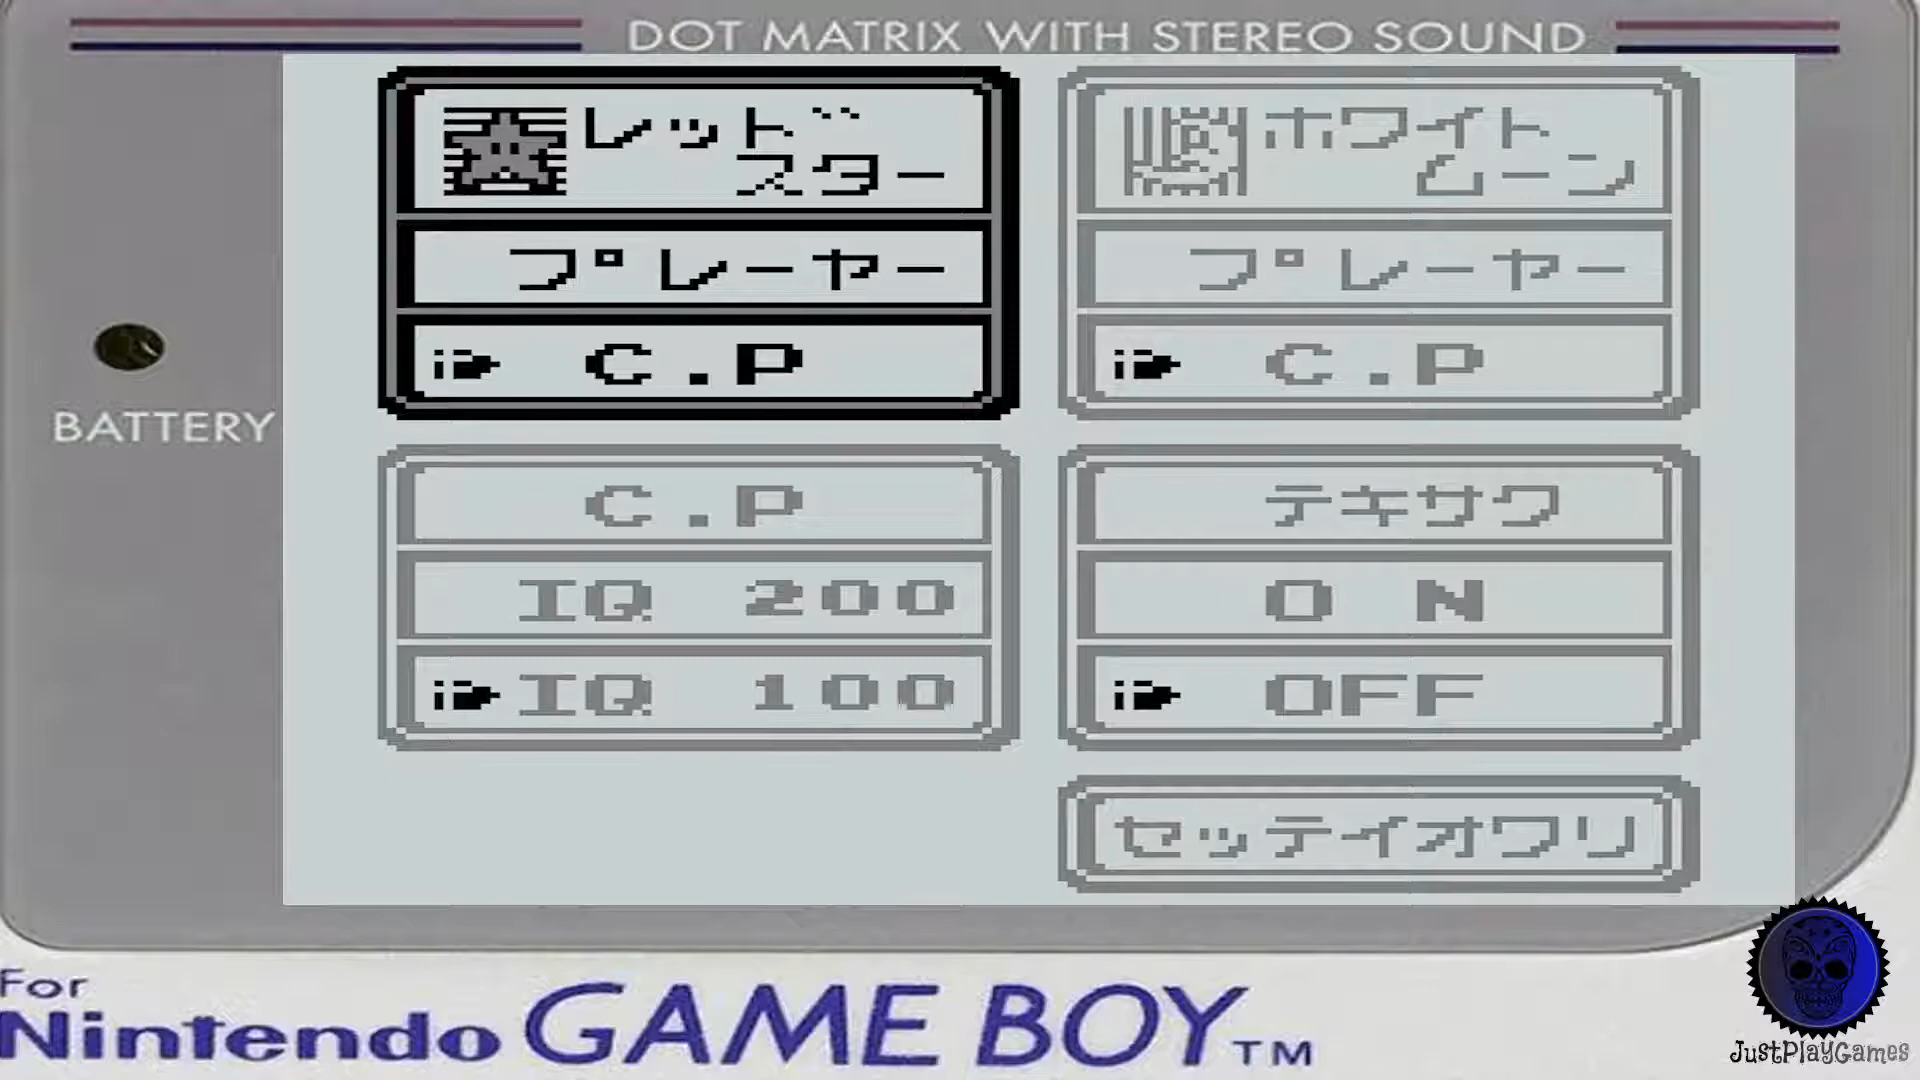 DOT MATRIX WITH STEREO SOUND
レッド
スター
プレーヤー
C.P
ホワイト
ムーン
プレーヤー
C.P
BATTERY
C.P
IQ 200
IQ 100
テキサク
ON
OFF
セッテイオワリ
For
Nintendo GAME BOY TM
JustPlayGames